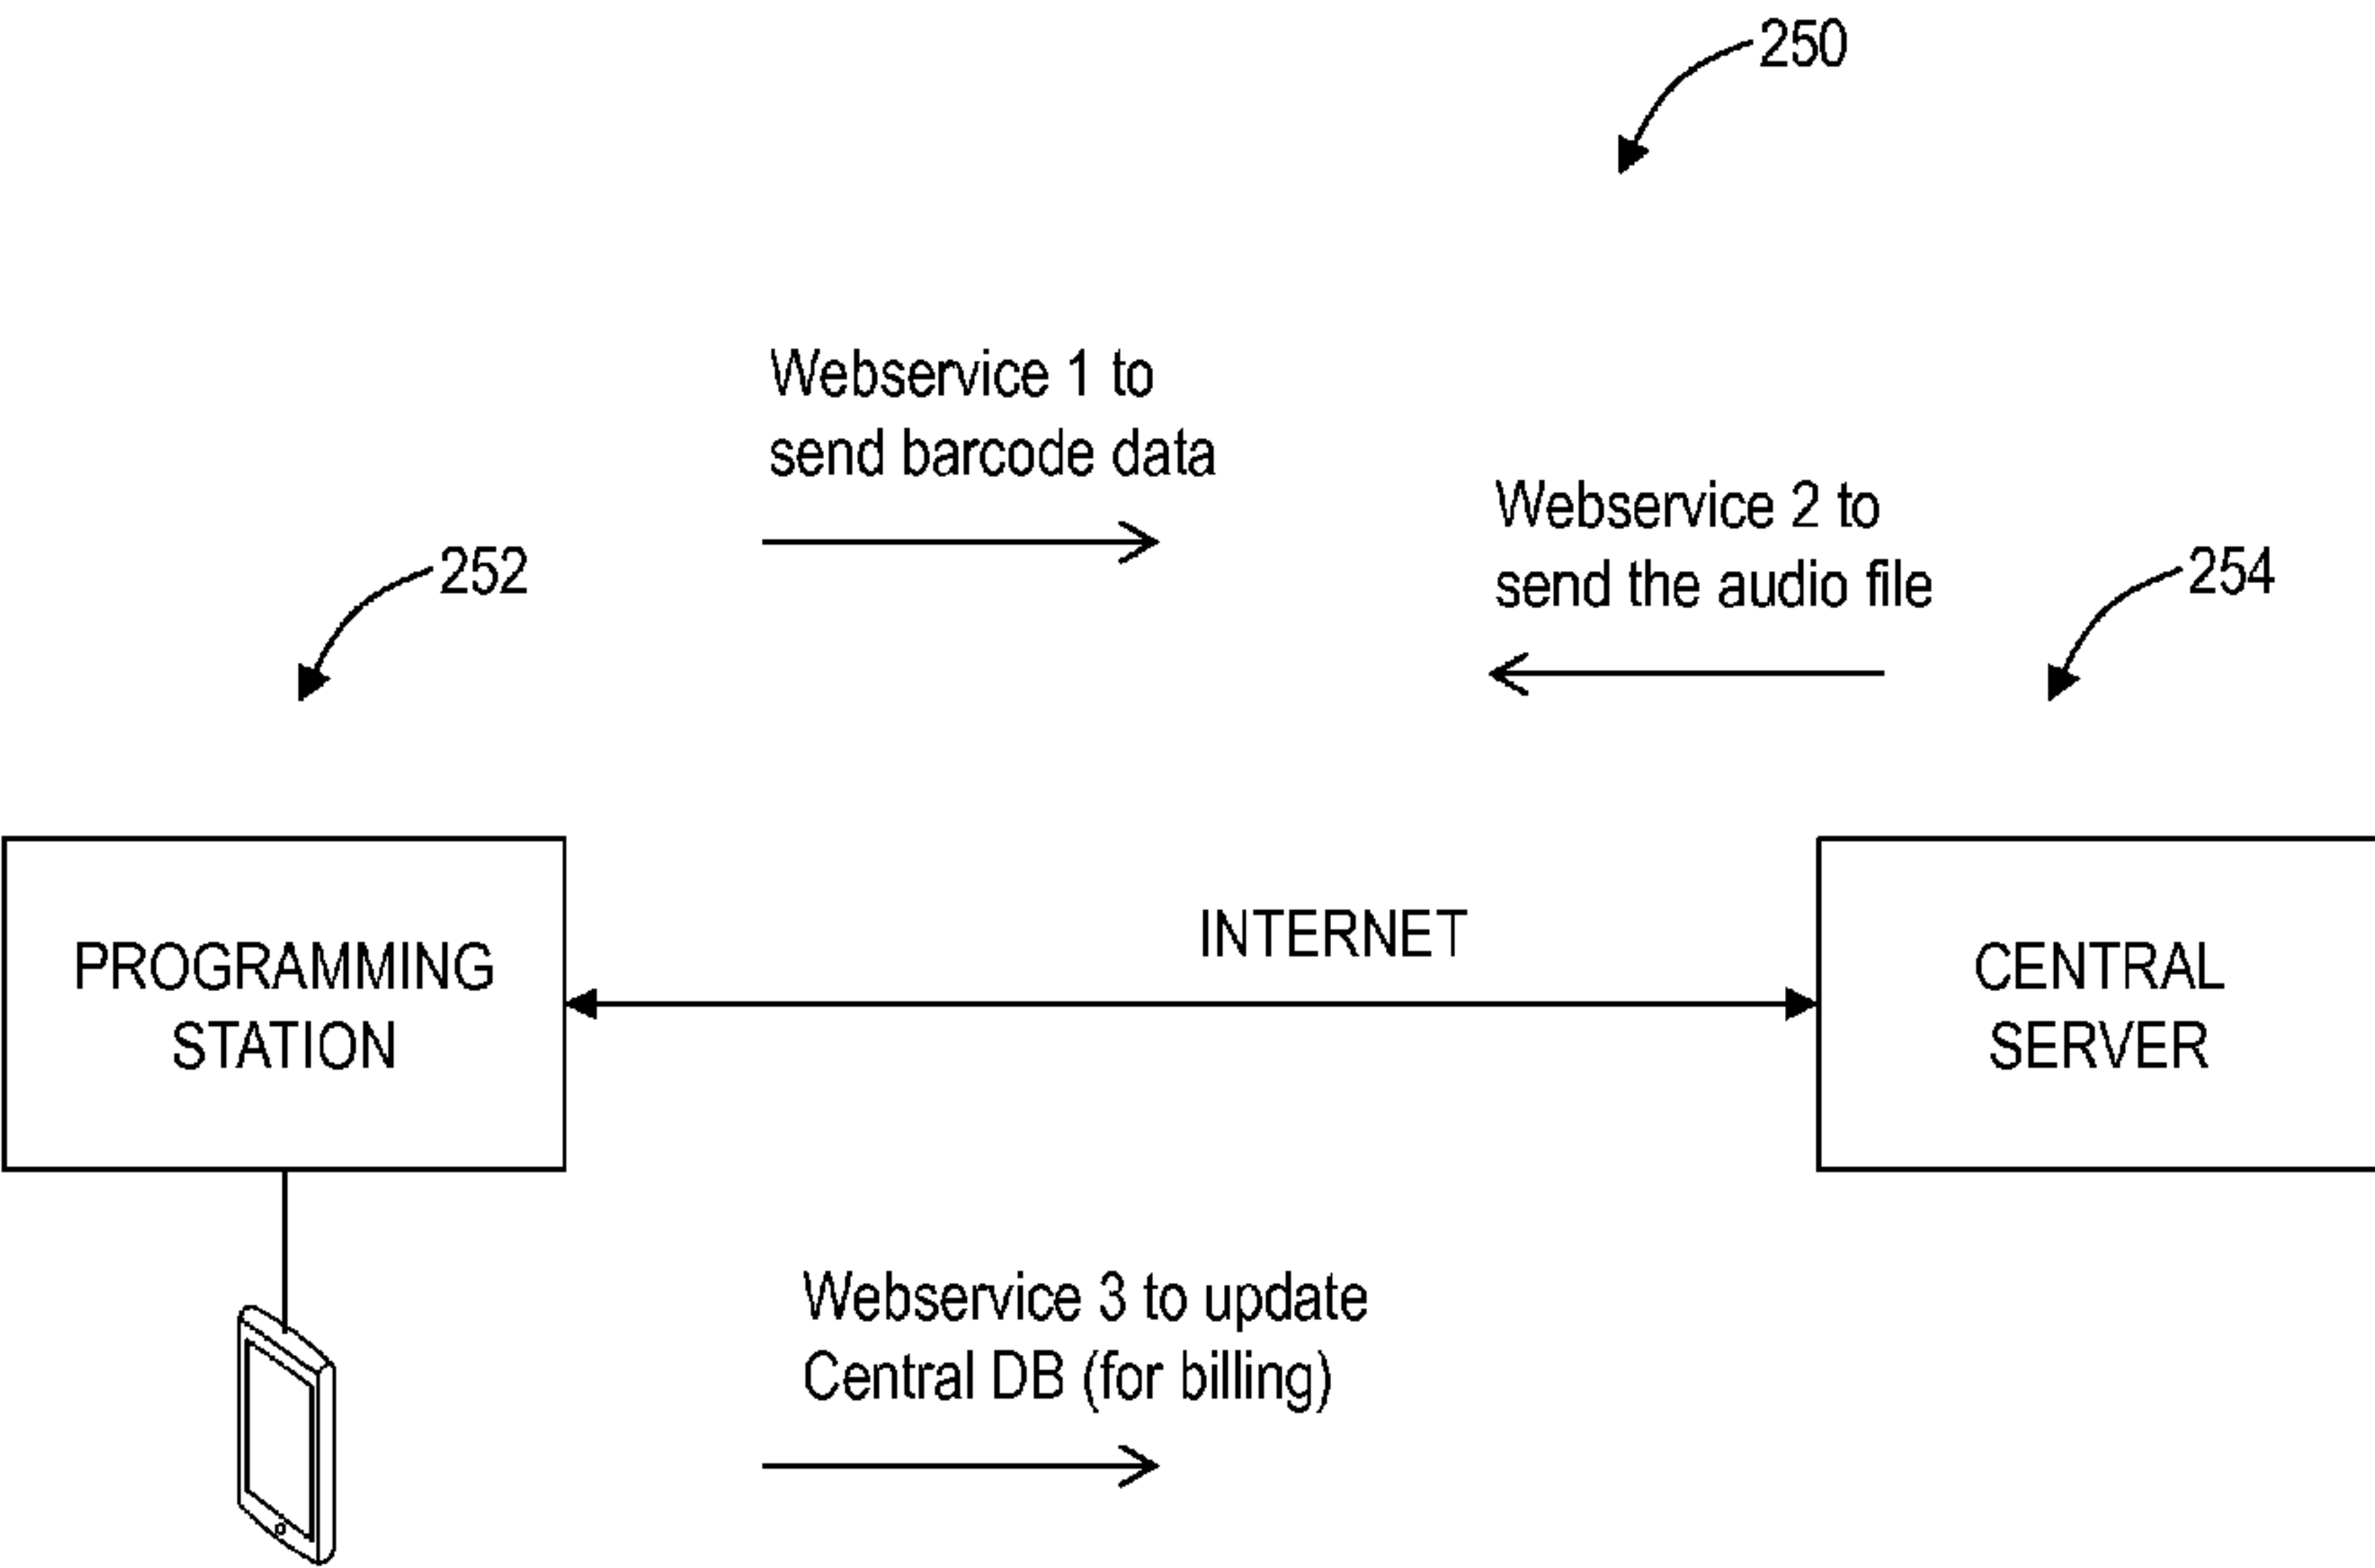 250
Webservice 1 to
send barcode data
Webservice 2 to
send the audio file
252
254
PROGRAMMING
STATION
INTERNET
CENTRAL
SERVER
Webservice 3 to update
Central DB (for billing)